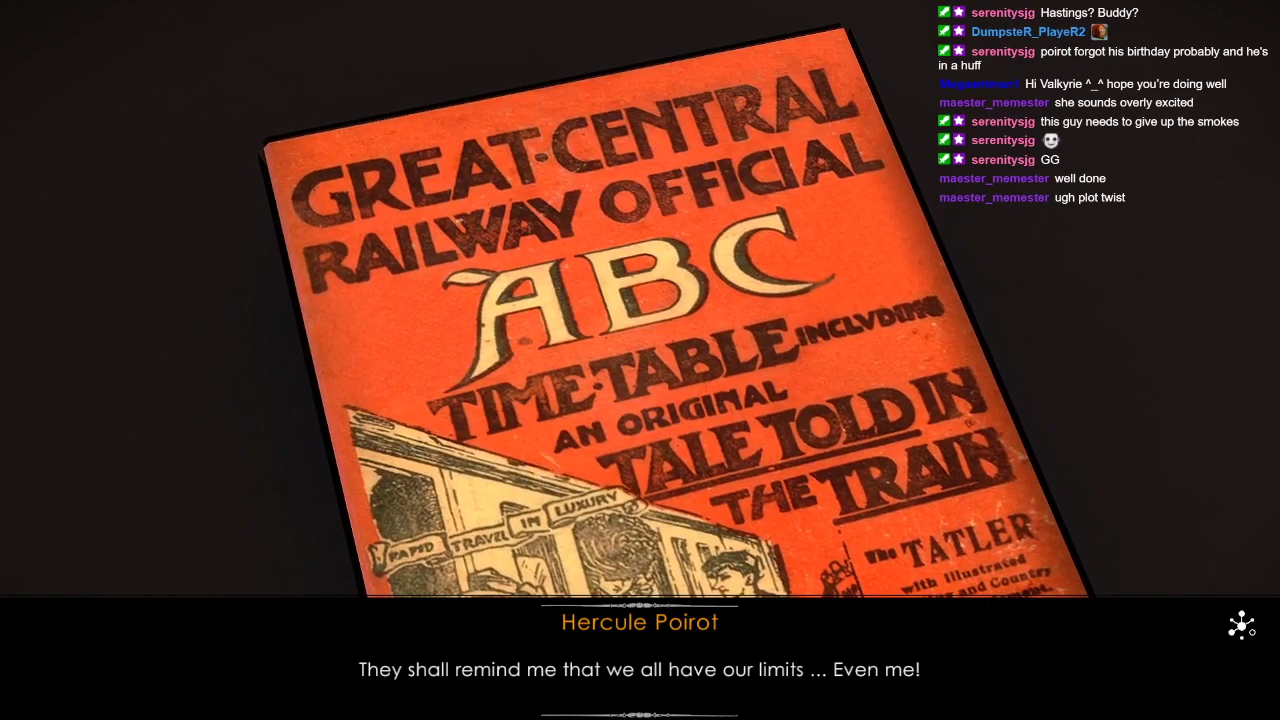 serenitysjg Hastings? Buddy?
DumpsteR_PlayeR2
serenitysjg poirot forgot his birthday probably and he's
in a huff
Hi Valkyrie ^_^ hope you're doing well
maester_memester she sounds overly excited
serenitysjg this guy needs to give up the smokes
serenitysjg
serenitysjg GG
maester_memester well done
maester_memester ugh plot twist
GREAT·CENTRAL
RAILWAY OFFICIAL
ABC
TIME·TABLE INCLVDING
AN ORIGINAL
TALE TOLD IN
THE TRAIN
RAPID TRAVEL IN LUXURY
The TATLER
with Illustrated
and Country
Hercule Poirot
They shall remind me that we all have our limits ... Even me!